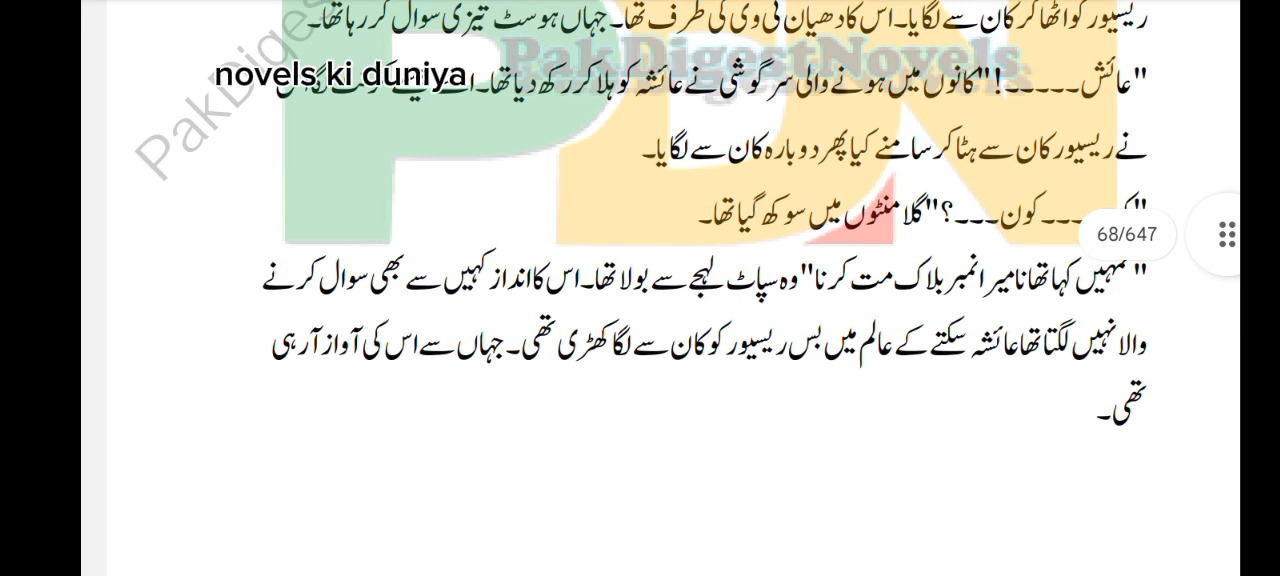 ریسیور کو اٹھا کر کان سے لگایا۔ اس کا دھیان ٹی وی کی طرف تھا۔ جہاں ہوسٹ تیزی سوال کر رہا تھا۔
PakDigestNovels
novels ki duniya
"عائش۔۔۔۔۔!" کانوں میں ہونے والی سرگوشی نے عائشہ کو ہلا کر رکھ دیا تھا۔
نے ریسیور کان سے ہٹا کر سامنے کیا پھر دوبارہ کان سے لگایا۔
کون۔۔۔؟" گلا منٹوں میں سوکھ گیا تھا۔
68/647
"تمہیں کہا تھا نا میرا نمبر بلاک مت کرنا" وہ سپاٹ لہجے سے بولا تھا۔ اس کا انداز کہیں سے بھی سوال کرنے
والا نہیں لگتا تھا عائشہ سکتے کے عالم میں بس ریسیور کو کان سے لگا کھڑی تھی۔ جہاں سے اس کی آواز آ رہی
تھی۔